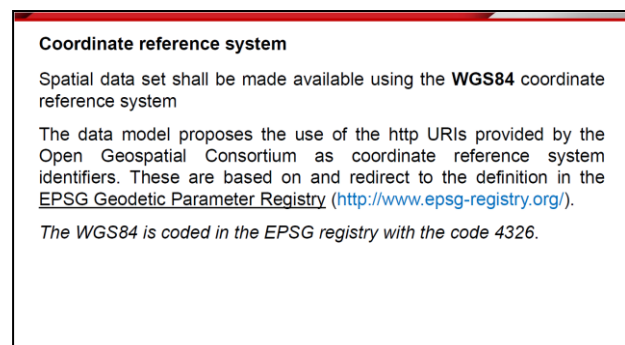 Coordinate reference system
Spatial data set shall be made available using the WGS84 coordinate
reference system
The data model proposes the use of the http URIs provided by the
Open Geospatial Consortium as coordinate reference system
identifiers. These are based on and redirect to the definition in the
EPSG Geodetic Parameter Registry (http://www.epsg-registry.org/).
The WGS84 is coded in the EPSG registry with the code 4326.